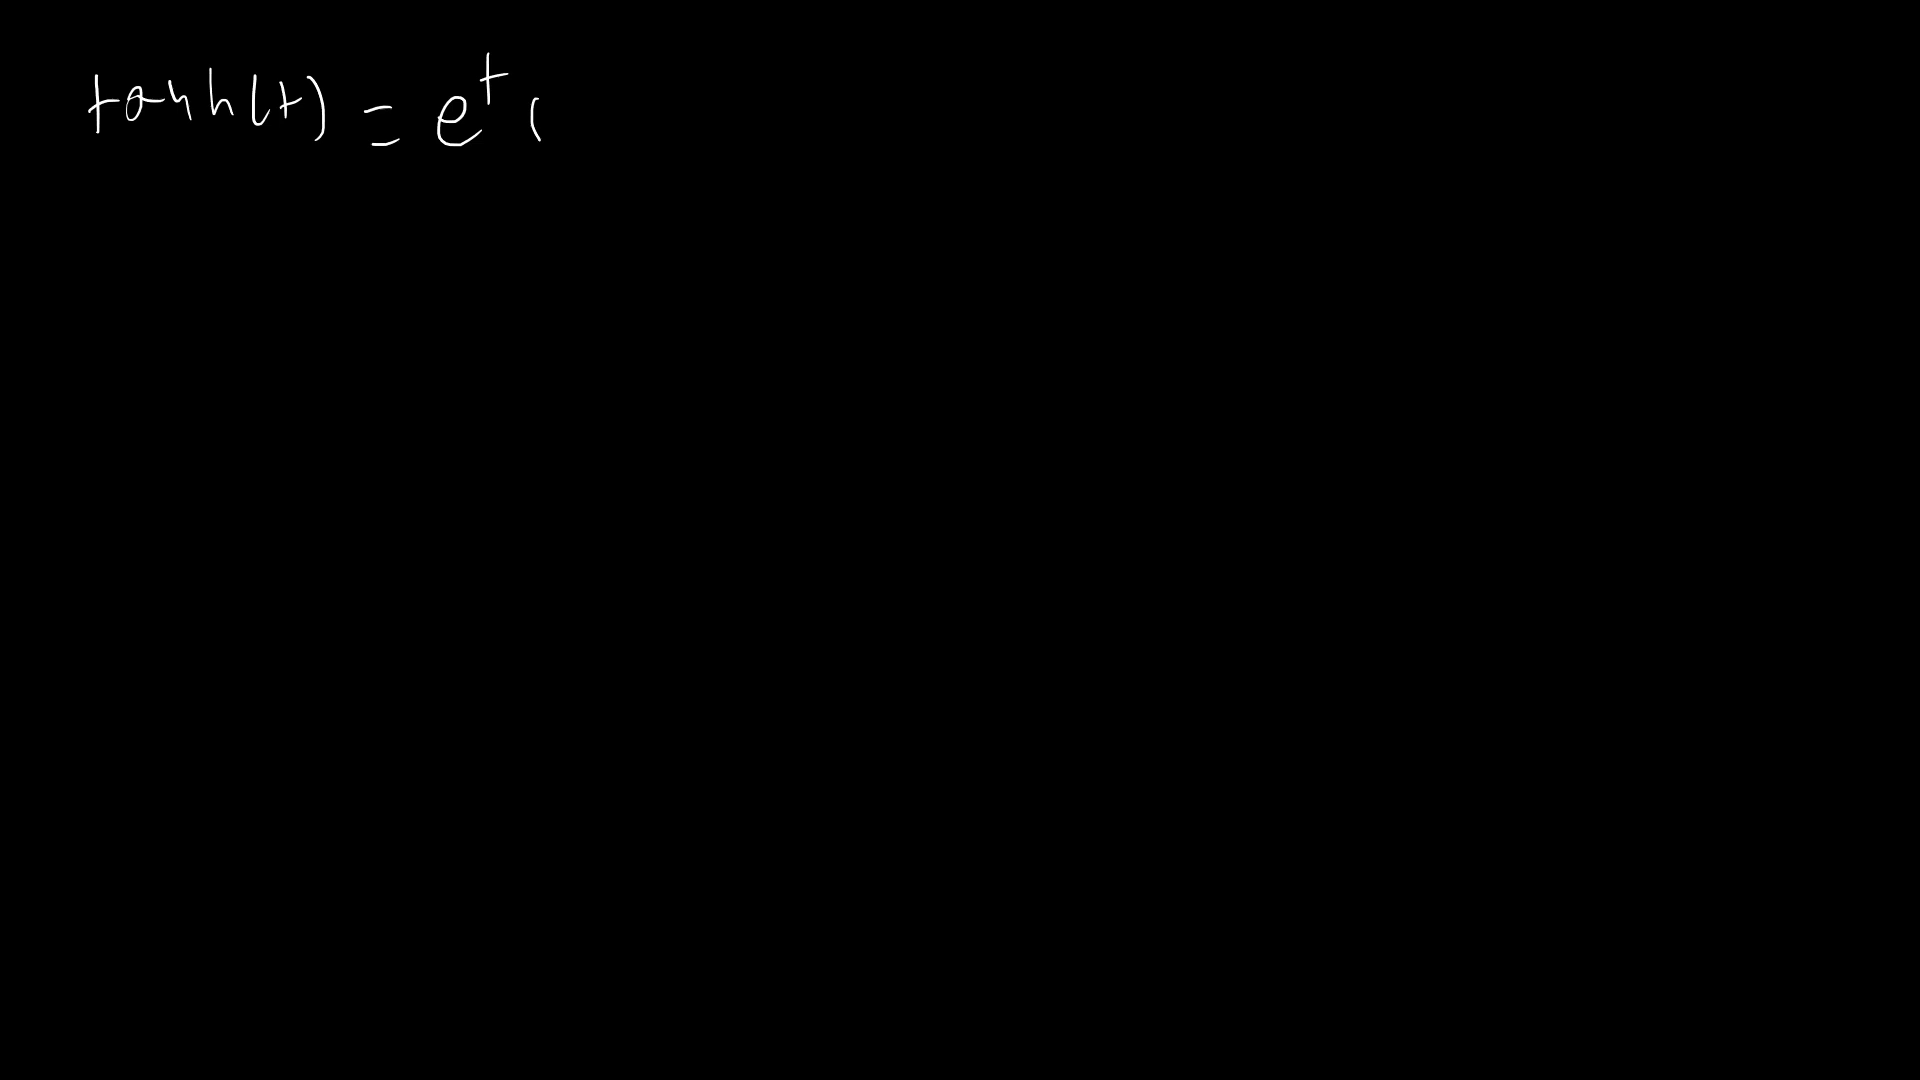 tanh(t) = e^t (